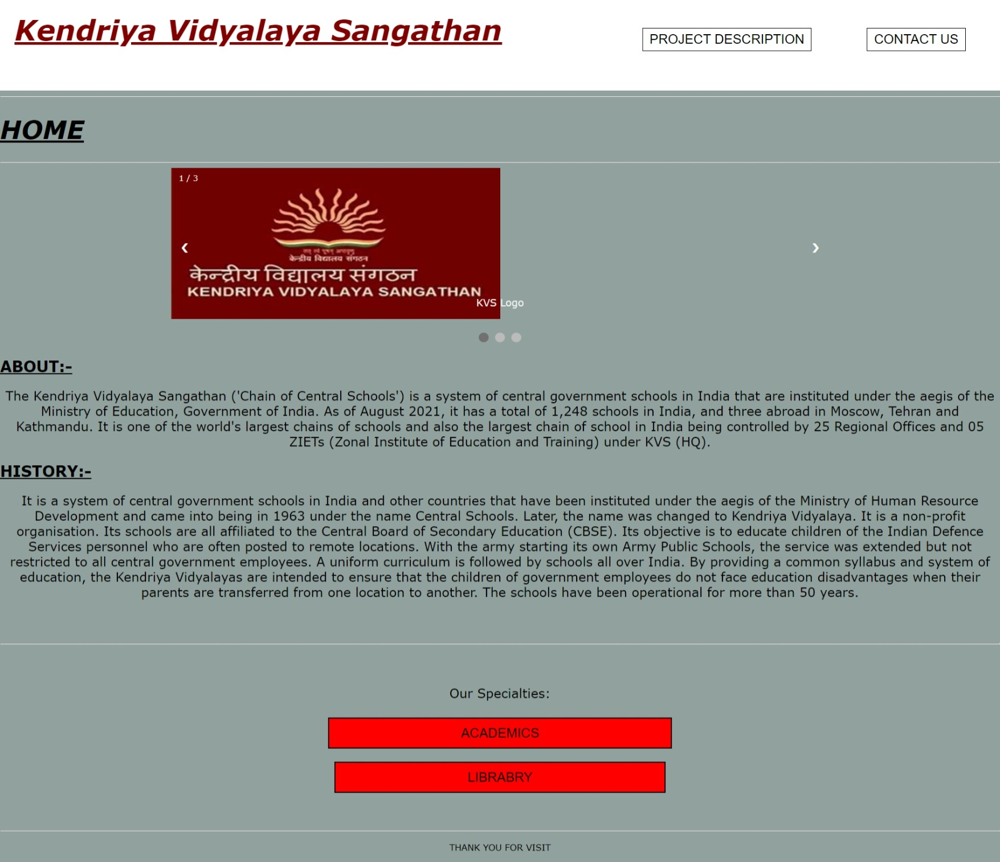 Kendriya Vidyalaya Sangathan
PROJECT DESCRIPTION
CONTACT US
HOME
1 / 3
❮
❯
केन्द्रीय विद्यालय संगठन
केन्द्रीय विद्यालय संगठन
KENDRIYA VIDYALAYA SANGATHAN
KVS Logo
ABOUT:-
The Kendriya Vidyalaya Sangathan ('Chain of Central Schools') is a system of central government schools in India that are instituted under the aegis of the
Ministry of Education, Government of India. As of August 2021, it has a total of 1,248 schools in India, and three abroad in Moscow, Tehran and
Kathmandu. It is one of the world's largest chains of schools and also the largest chain of school in India being controlled by 25 Regional Offices and 05
ZIETs (Zonal Institute of Education and Training) under KVS (HQ).
HISTORY:-
It is a system of central government schools in India and other countries that have been instituted under the aegis of the Ministry of Human Resource
Development and came into being in 1963 under the name Central Schools. Later, the name was changed to Kendriya Vidyalaya. It is a non-profit
organisation. Its schools are all affiliated to the Central Board of Secondary Education (CBSE). Its objective is to educate children of the Indian Defence
Services personnel who are often posted to remote locations. With the army starting its own Army Public Schools, the service was extended but not
restricted to all central government employees. A uniform curriculum is followed by schools all over India. By providing a common syllabus and system of
education, the Kendriya Vidyalayas are intended to ensure that the children of government employees do not face education disadvantages when their
parents are transferred from one location to another. The schools have been operational for more than 50 years.
Our Specialties:
ACADEMICS
LIBRABRY
THANK YOU FOR VISIT